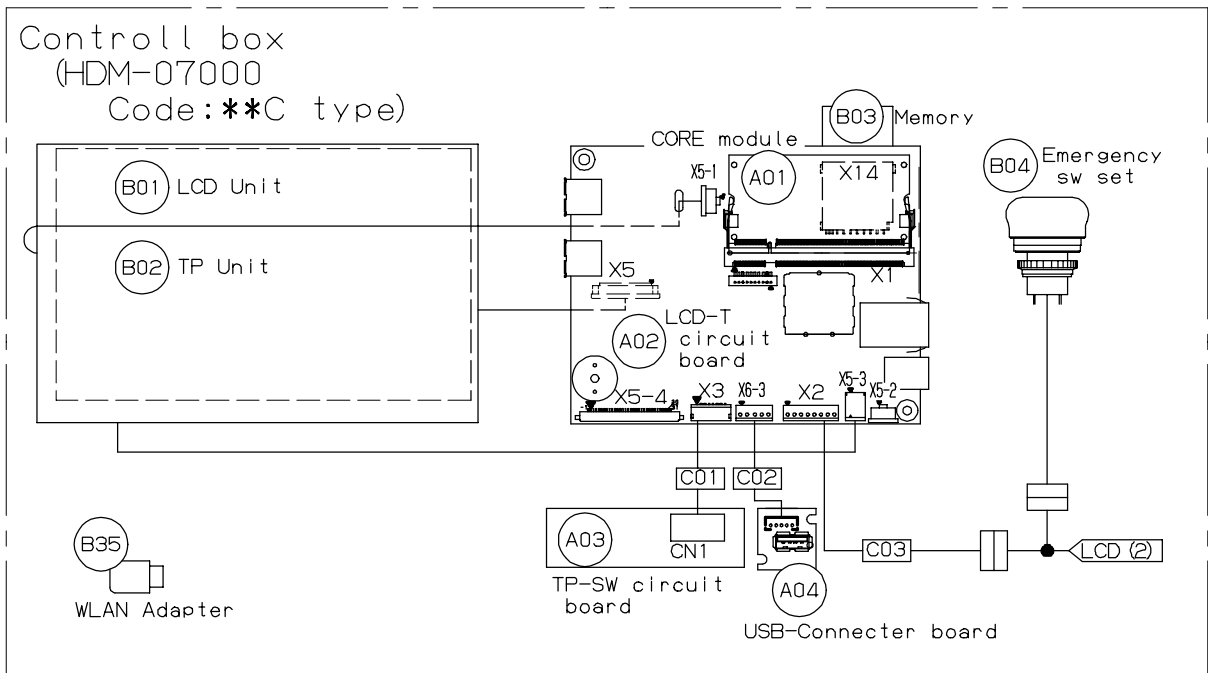 Controll box
(HDM-07000
Code:**C type)
B01 LCD Unit
B02 TP Unit
CORE module
B03 Memory
X5-1
A01
X14
B04 Emergency
sw set
X1
X5
A02 LCD-T
circuit
board
X5-4
X3
X6-3
X2
X5-3
X5-2
C01
C02
C03
LCD (2)
A03
CN1
TP-SW circuit
board
A04
USB-Connecter board
B35
WLAN Adapter